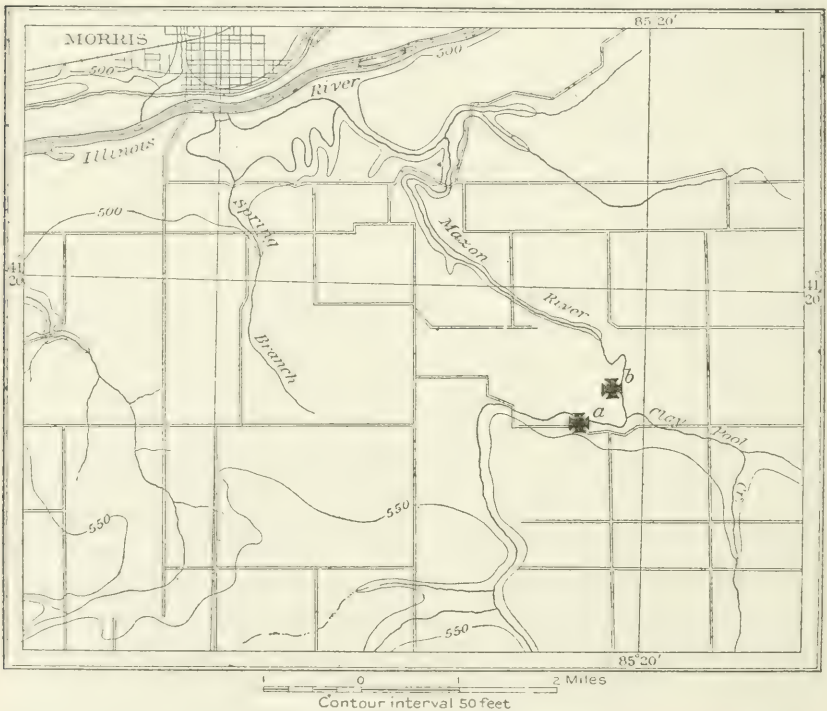 85°20'
MORRIS
500
500
River
Illinois
500
Spring
Mazon
41
20
River
41
20
Branch
b
a
Clay Pool
Cr.
550
550
550
85°20'
1 0 1 2 Miles
Contour interval 50 feet